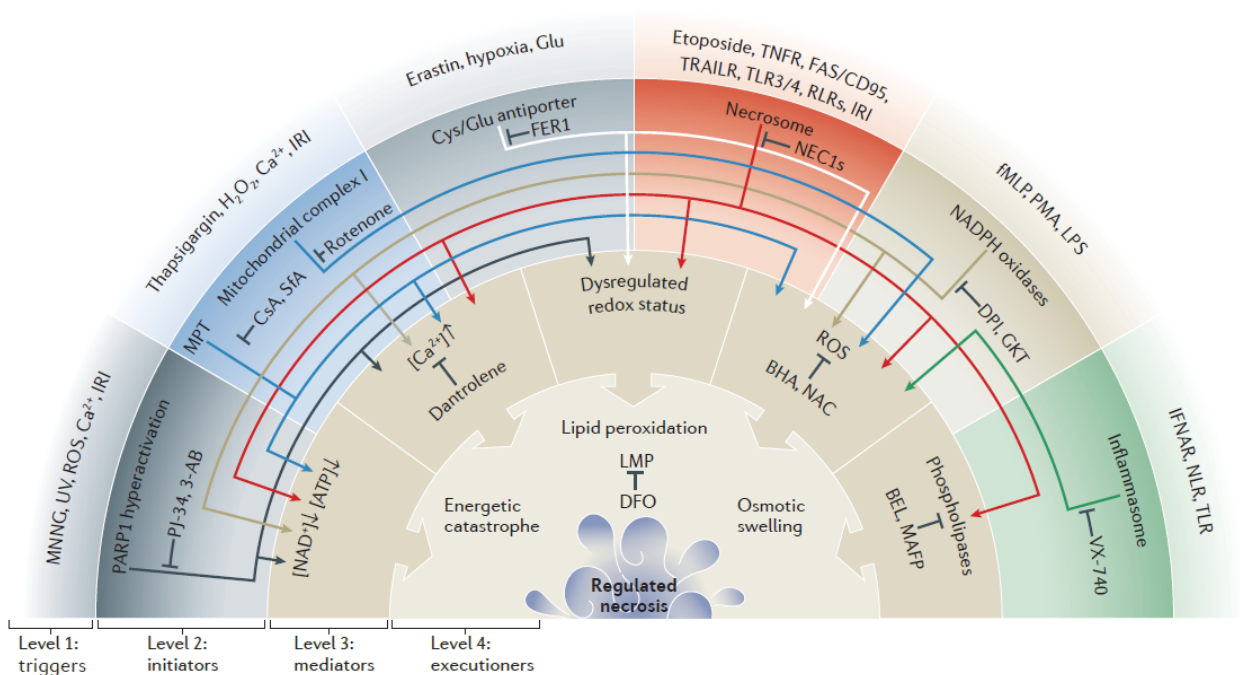 Erastin, hypoxia, Glu
Etoposide, TNFR, FAS/CD95,
TRAILR, TLR3/4, RLRs, IRI
Thapsigargin, H₂O₂, Ca²⁺, IRI
fMLP, PMA, LPS
MNNG, UV, ROS, Ca²⁺, IRI
IFNAR, NLR, TLR
Cys/Glu antiporter
FER1
Necrosome
NEC1s
Mitochondrial complex I
Rotenone
CsA, SfA
MPT
NADPH oxidases
DPI, GKT
PARP1 hyperactivation
PJ-34, 3-AB
Inflammasome
VX-740
Dysregulated
redox status
[Ca²⁺]↑
Dantrolene
ROS
BHA, NAC
[NAD⁺]↓ [ATP]↓
Phospholipases
BEL, MAFP
Lipid peroxidation
LMP
DFO
Energetic
catastrophe
Osmotic
swelling
Regulated
necrosis
Level 1:
triggers
Level 2:
initiators
Level 3:
mediators
Level 4:
executioners